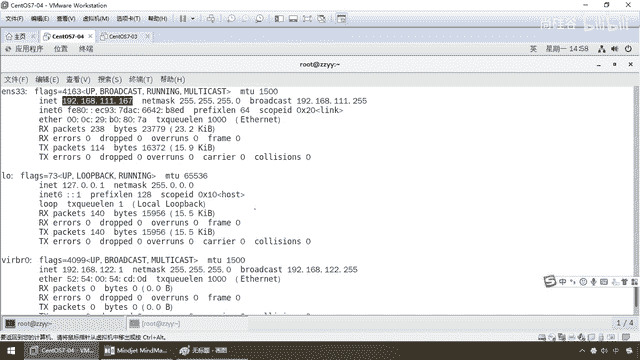 CentOS7-04 - VMware Workstation
文件(F) 编辑(E) 查看(V) 虚拟机(M) 选项卡(T) 帮助(H)
尚硅谷 bilibili
主页 CentOS7-04 CentOS7-03
应用程序 位置 终端 英 星期一 14:58
root@zzyy:~
文件(F) 编辑(E) 查看(V) 搜索(S) 终端(T) 帮助(H)
ens33: flags=4163<UP,BROADCAST,RUNNING,MULTICAST> mtu 1500
inet 192.168.111.167 netmask 255.255.255.0 broadcast 192.168.111.255
inet6 fe80::ec93:7dac:6642:b8ed prefixlen 64 scopeid 0x20<link>
ether 00:0c:29:b0:80:7a txqueuelen 1000 (Ethernet)
RX packets 238 bytes 23779 (23.2 KiB)
RX errors 0 dropped 0 overruns 0 frame 0
TX packets 114 bytes 16372 (15.9 KiB)
TX errors 0 dropped 0 overruns 0 carrier 0 collisions 0
lo: flags=73<UP,LOOPBACK,RUNNING> mtu 65536
inet 127.0.0.1 netmask 255.0.0.0
inet6 ::1 prefixlen 128 scopeid 0x10<host>
loop txqueuelen 1 (Local Loopback)
RX packets 140 bytes 15956 (15.5 KiB)
RX errors 0 dropped 0 overruns 0 frame 0
TX packets 140 bytes 15956 (15.5 KiB)
TX errors 0 dropped 0 overruns 0 carrier 0 collisions 0
virbr0: flags=4099<UP,BROADCAST,MULTICAST> mtu 1500
inet 192.168.122.1 netmask 255.255.255.0 broadcast 192.168.122.255
ether 52:54:00:54:cd:0d txqueuelen 1000 (Ethernet)
RX packets 0 bytes 0 (0.0 B)
RX errors 0 dropped 0 overruns 0 frame 0
中
root@zzyy:~ [root@zzyy:~] 1 / 4
要返回到您的计算机，请将鼠标指针从虚拟机中移出或按 Ctrl+Alt。
CentOS7-04 - VM... Mindjet MindMa... 无标题 - 画图 中 14:58